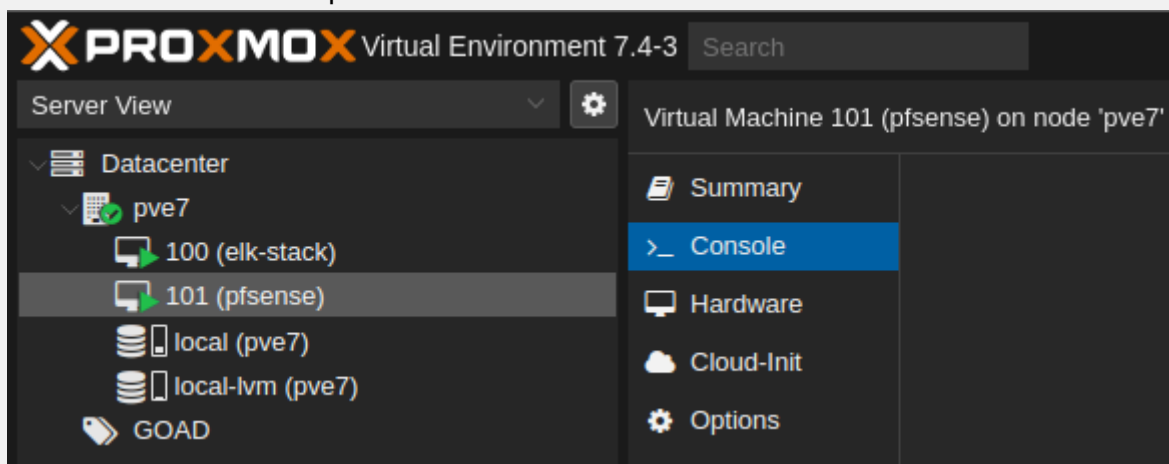 PROXMOX Virtual Environment 7.4-3 Search
Server View
Virtual Machine 101 (pfsense) on node 'pve7'
Datacenter
pve7
100 (elk-stack)
101 (pfsense)
local (pve7)
local-lvm (pve7)
GOAD
Summary
>_ Console
Hardware
Cloud-Init
Options